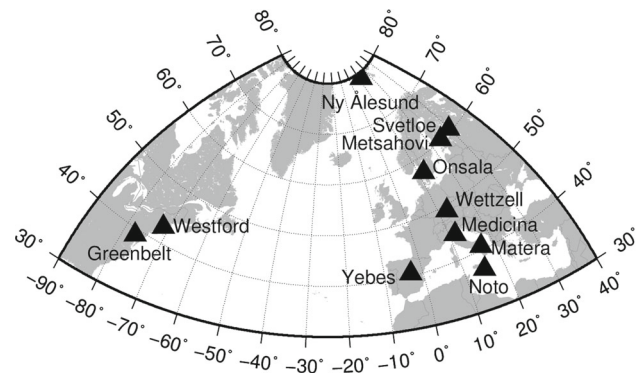 80°
80°
70°
70°
60°
60°
50°
50°
40°
40°
30°
30°
Ny Ålesund
Svetloe
Metsahovi
Onsala
Wettzell
Medicina
Matera
Noto
Yebes
Westford
Greenbelt
−90° −80° −70° −60° −50° −40° −30° −20° −10° 0° 10° 20° 30° 40°